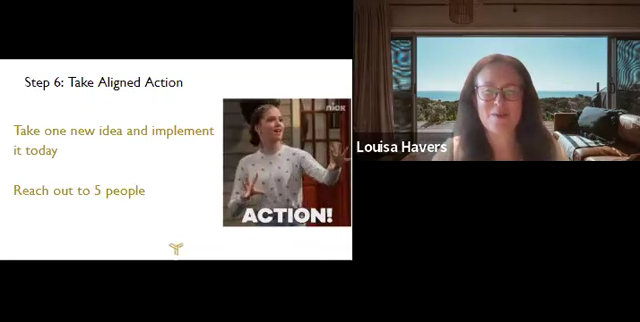 Step 6: Take Aligned Action
Take one new idea and implement
it today
Reach out to 5 people
nick
ACTION!
Louisa Havers